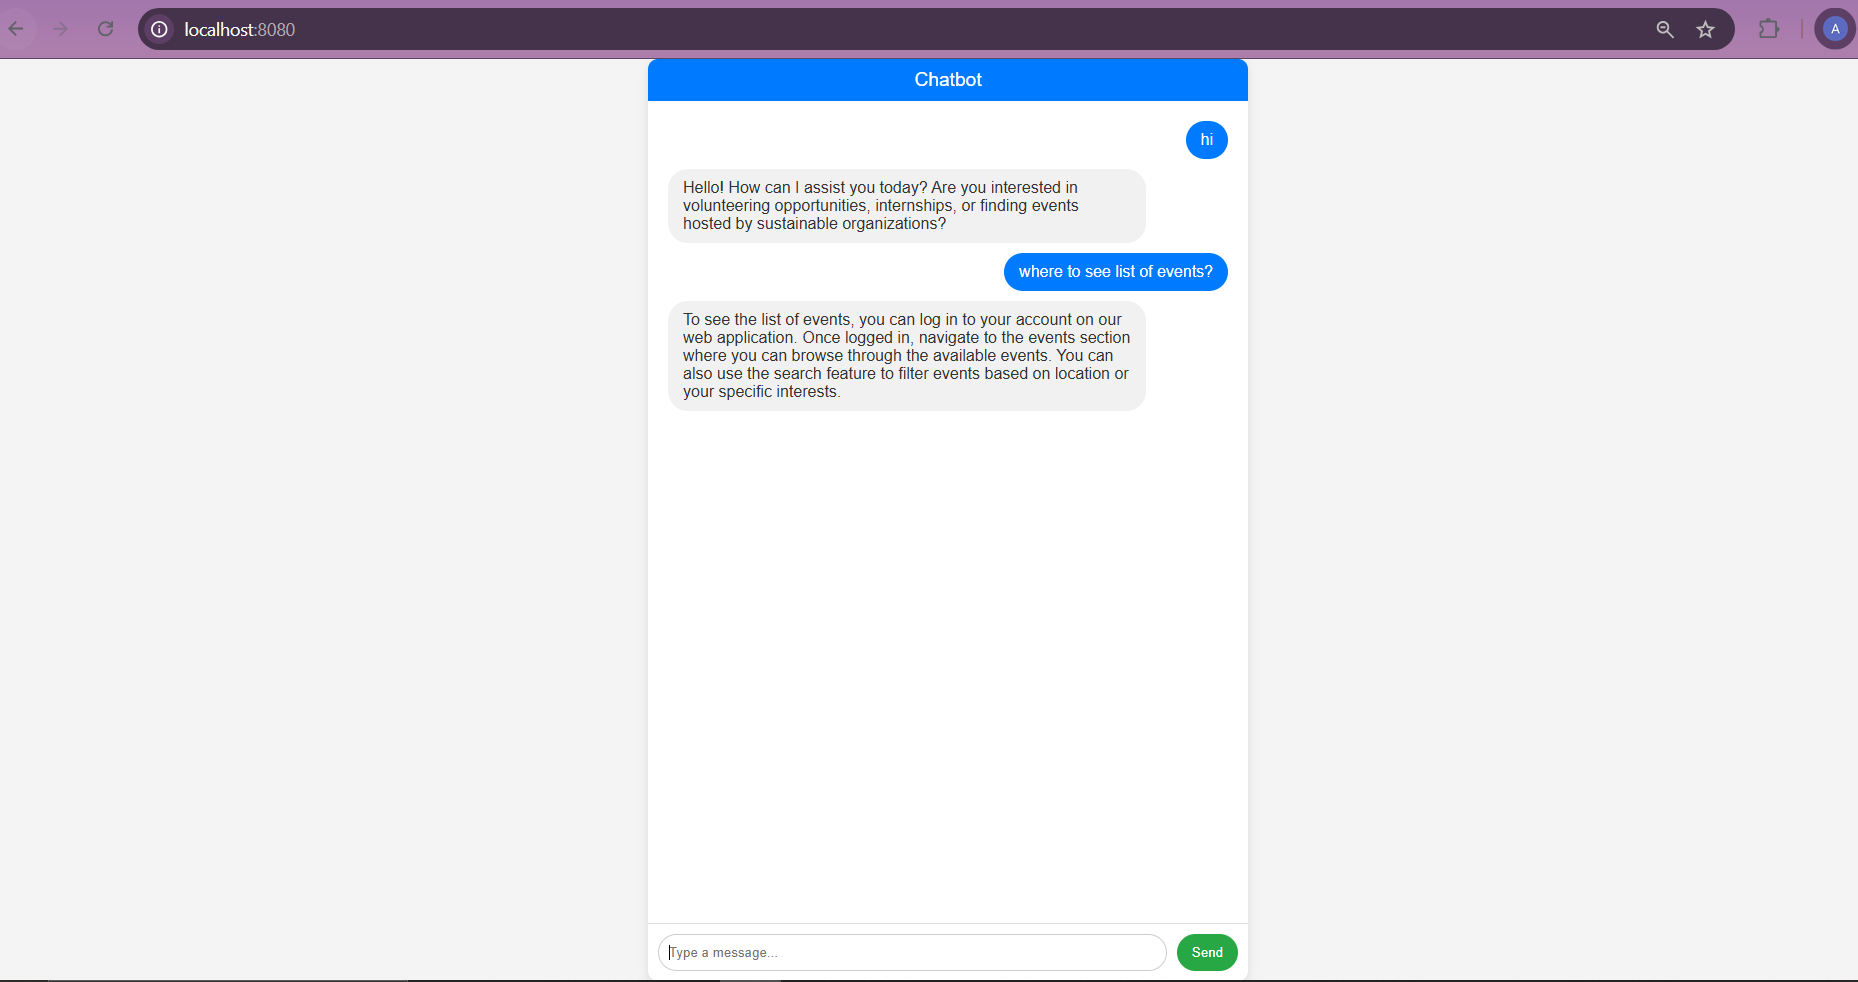 localhost:8080
A
Chatbot
hi
Hello! How can I assist you today? Are you interested in
volunteering opportunities, internships, or finding events
hosted by sustainable organizations?
where to see list of events?
To see the list of events, you can log in to your account on our
web application. Once logged in, navigate to the events section
where you can browse through the available events. You can
also use the search feature to filter events based on location or
your specific interests.
Type a message...
Send